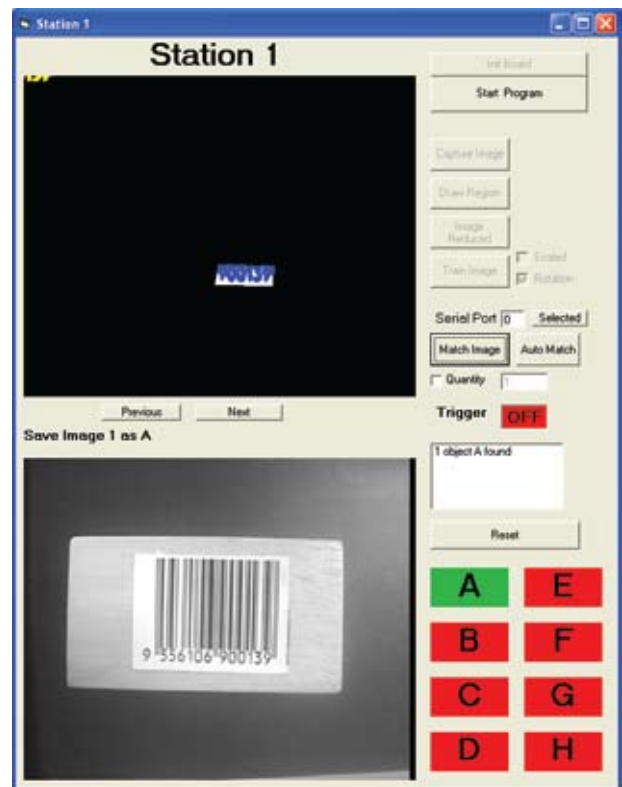 Station 1
Station 1
Init Board
Start Program
Capture Image
Draw Region
Image
Reduced
Train Image
Scaled
Rotation
900139
Serial Port 0 Selected
Match Image Auto Match
Quantity 1
Previous Next
Trigger OFF
Save Image 1 as A
1 object A found
9 556106 900139
Reset
A E
B F
C G
D H